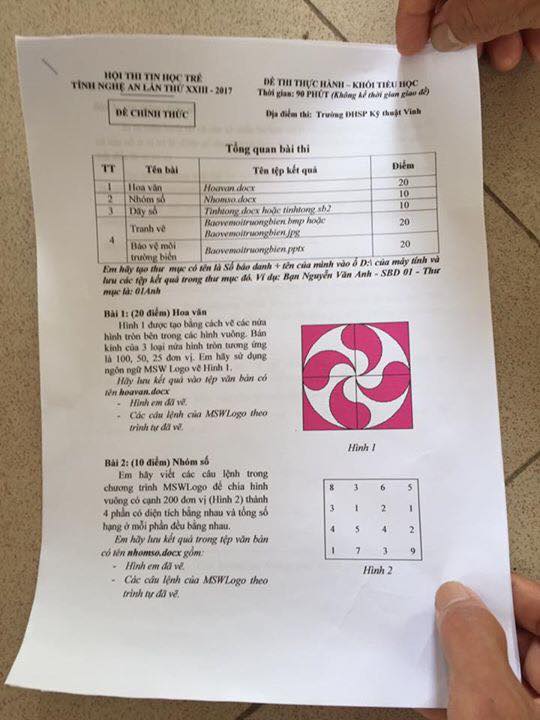 HỘI THI TIN HỌC TRẺ
TỈNH NGHỆ AN LẦN THỨ XXIII - 2017
ĐỀ CHÍNH THỨC
ĐỀ THI THỰC HÀNH – KHỐI TIỂU HỌC
Thời gian: 90 PHÚT (Không kể thời gian giao đề)
Địa điểm thi: Trường ĐHSP Kỹ thuật Vinh
Tổng quan bài thi
TT Tên bài Tên tệp kết quả Điểm
1 Hoa văn Hoavan.docx 20
2 Nhóm số Nhomso.docx 10
3 Dãy số Tinhtong.docx hoặc tinhtong.sb2 10
4 Tranh vẽ Baovemoitruongbien.bmp hoặc Baovemoitruongbien.jpg 20
Bảo vệ môi trường biển Baovemoitruongbien.pptx 20
Em hãy tạo thư mục có tên là Số báo danh + tên của mình vào ổ D:\ của máy tính và
lưu các tệp kết quả trong thư mục đó. Ví dụ: Bạn Nguyễn Văn Anh - SBD 01 - Thư
mục là: 01Anh
Bài 1: (20 điểm) Hoa văn
Hình 1 được tạo bằng cách vẽ các nửa
hình tròn bên trong các hình vuông. Bán
kính của 3 loại nửa hình tròn tương ứng
là 100, 50, 25 đơn vị. Em hãy sử dụng
ngôn ngữ MSW Logo vẽ Hình 1.
Hãy lưu kết quả vào tệp văn bản có
tên hoavan.docx
- Hình em đã vẽ.
- Các câu lệnh của MSWLogo theo
trình tự đã vẽ.
Hình 1
Bài 2: (10 điểm) Nhóm số
Em hãy viết các câu lệnh trong
chương trình MSWLogo để chia hình
vuông có cạnh 200 đơn vị (Hình 2) thành
4 phần có diện tích bằng nhau và tổng số
hạng ở mỗi phần đều bằng nhau.
Em hãy lưu kết quả trong tệp văn bản
có tên nhomso.docx gồm:
- Hình em đã vẽ.
- Các câu lệnh của MSWLogo theo
trình tự đã vẽ.
8 3 6 5
3 1 2 1
4 5 4 2
1 7 3 9
Hình 2